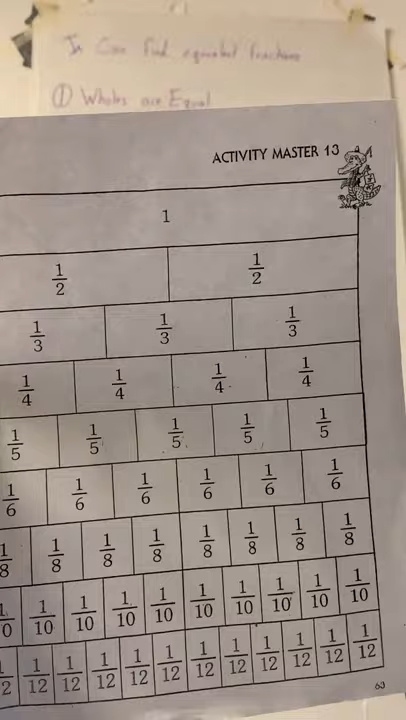 Can find equivalent fractions
① Wholes are Equal
ACTIVITY MASTER 13
1
1/2 1/2
1/3 1/3 1/3
1/4 1/4 1/4 1/4
1/5 1/5 1/5 1/5 1/5
1/6 1/6 1/6 1/6 1/6 1/6
1/8 1/8 1/8 1/8 1/8 1/8 1/8 1/8
1/10 1/10 1/10 1/10 1/10 1/10 1/10 1/10 1/10
1/12 1/12 1/12 1/12 1/12 1/12 1/12 1/12 1/12 1/12 1/12
63